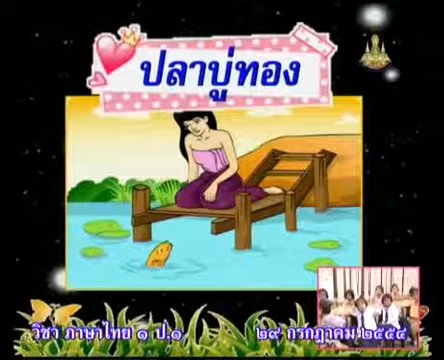 ปลาบู่ทอง
วิชา ภาษาไทย ๑ ป.๑
๒๙ กรกฎาคม ๒๕๕๔